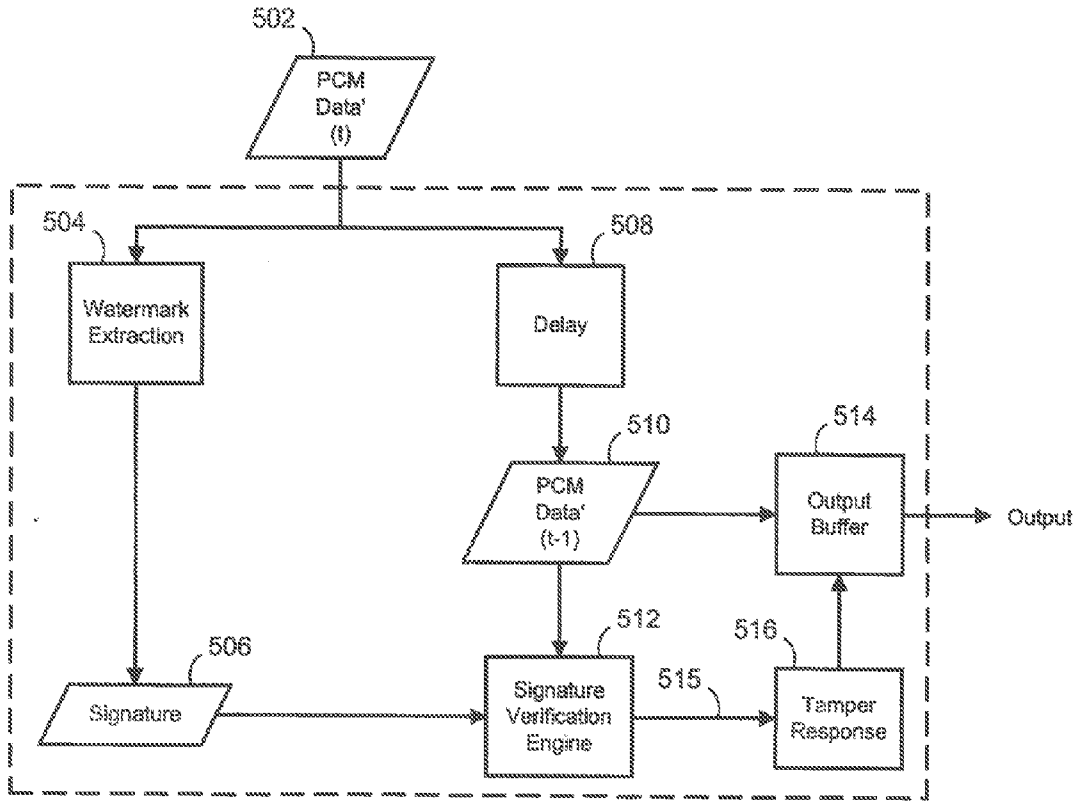 502
PCM
Data'
(t)
504
508
Watermark
Extraction
Delay
510
514
PCM
Data'
(t-1)
Output
Buffer
Output
506
512
516
Signature
Signature
Verification
Engine
515
Tamper
Response